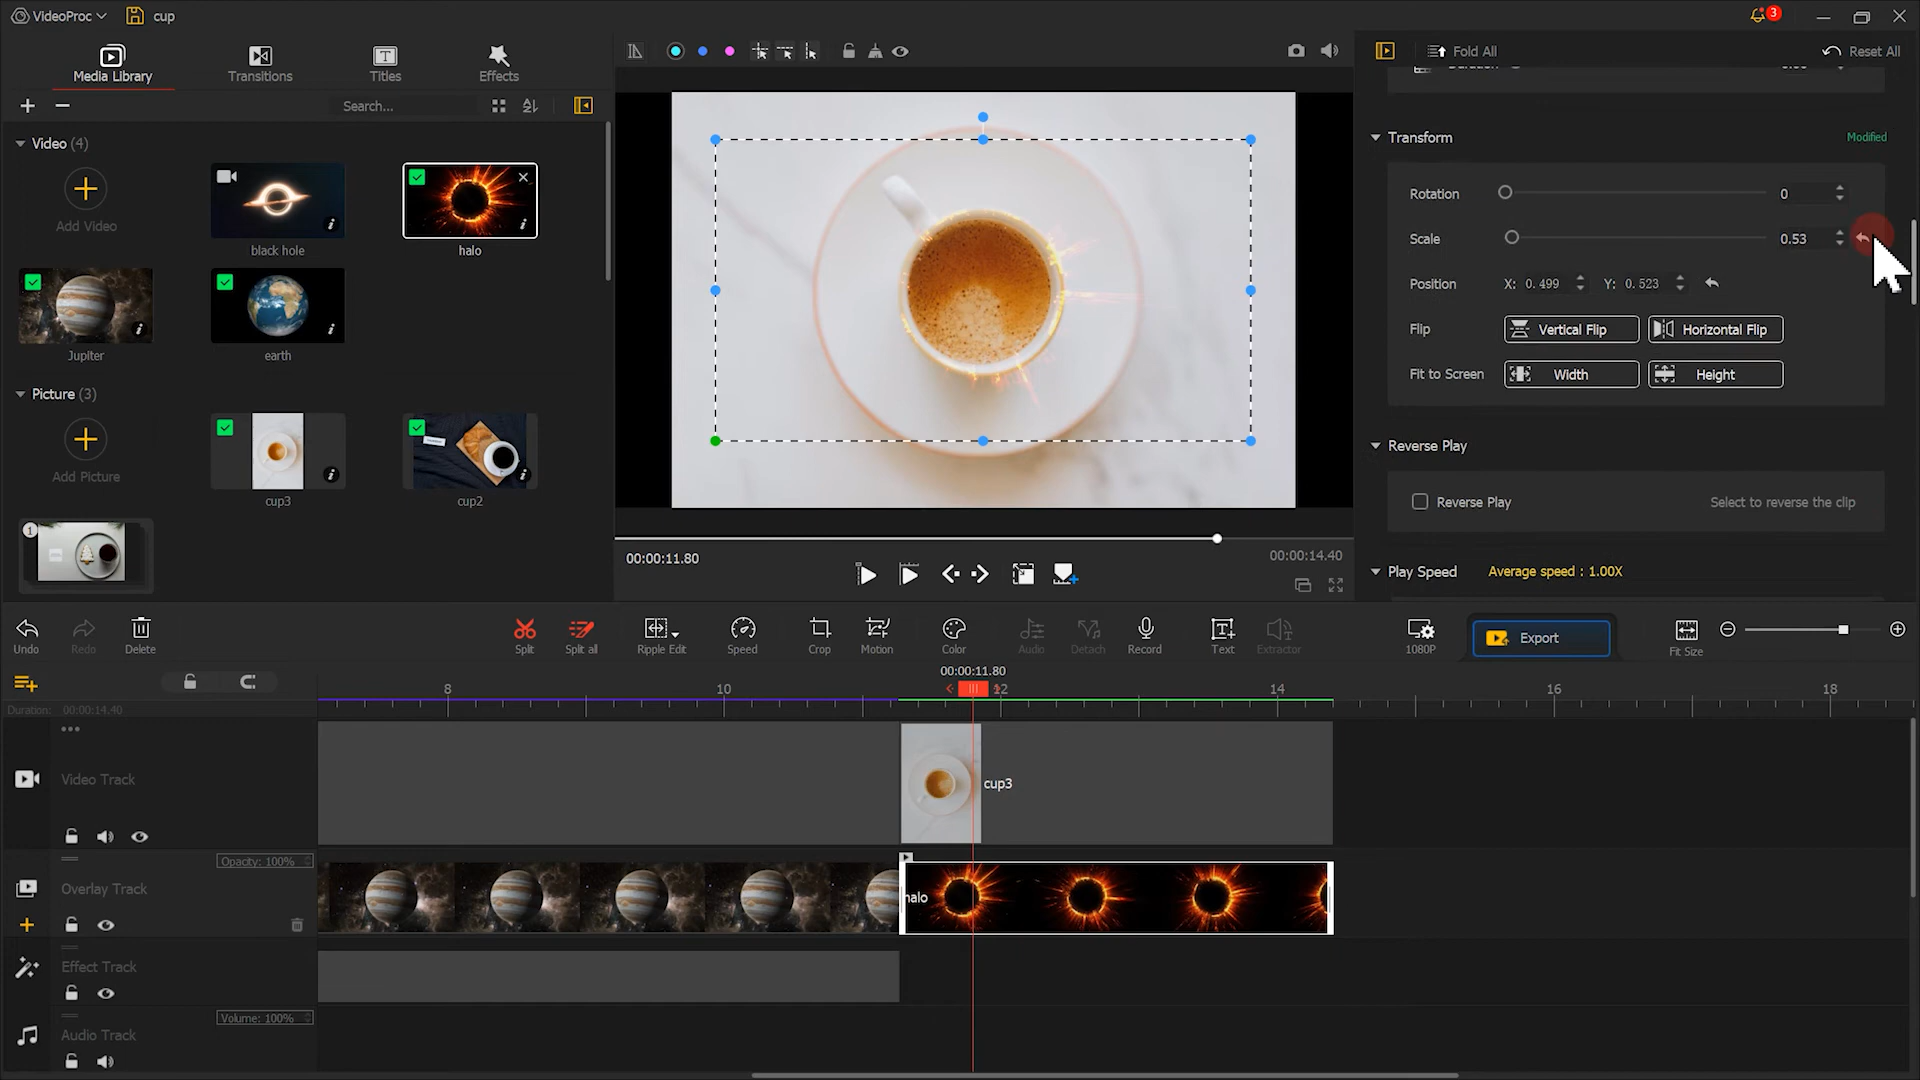 VideoProc
cup
3
Media Library
Transitions
Titles
Effects
Search...
Fold All
Reset All
Video (4)
Add Video
black hole
halo
Jupiter
earth
Picture (3)
Add Picture
cup3
cup2
1
Duration
Transform
Modified
Rotation
0
Scale
0.53
Position
X: 0.499
Y: 0.523
Flip
Vertical Flip
Horizontal Flip
Fit to Screen
Width
Height
Reverse Play
Reverse Play
Select to reverse the clip
Play Speed
Average speed : 1.00X
00:00:11.80
00:00:14.40
Undo
Redo
Delete
Split
Split all
Ripple Edit
Speed
Crop
Motion
Color
Audio
Detach
Record
Text
Extractor
1080P
Export
Fit Size
00:00:11.80
8
10
12
14
16
18
Duration: 00:00:14.40
Video Track
cup3
Opacity: 100%
Overlay Track
halo
Effect Track
Volume: 100%
Audio Track